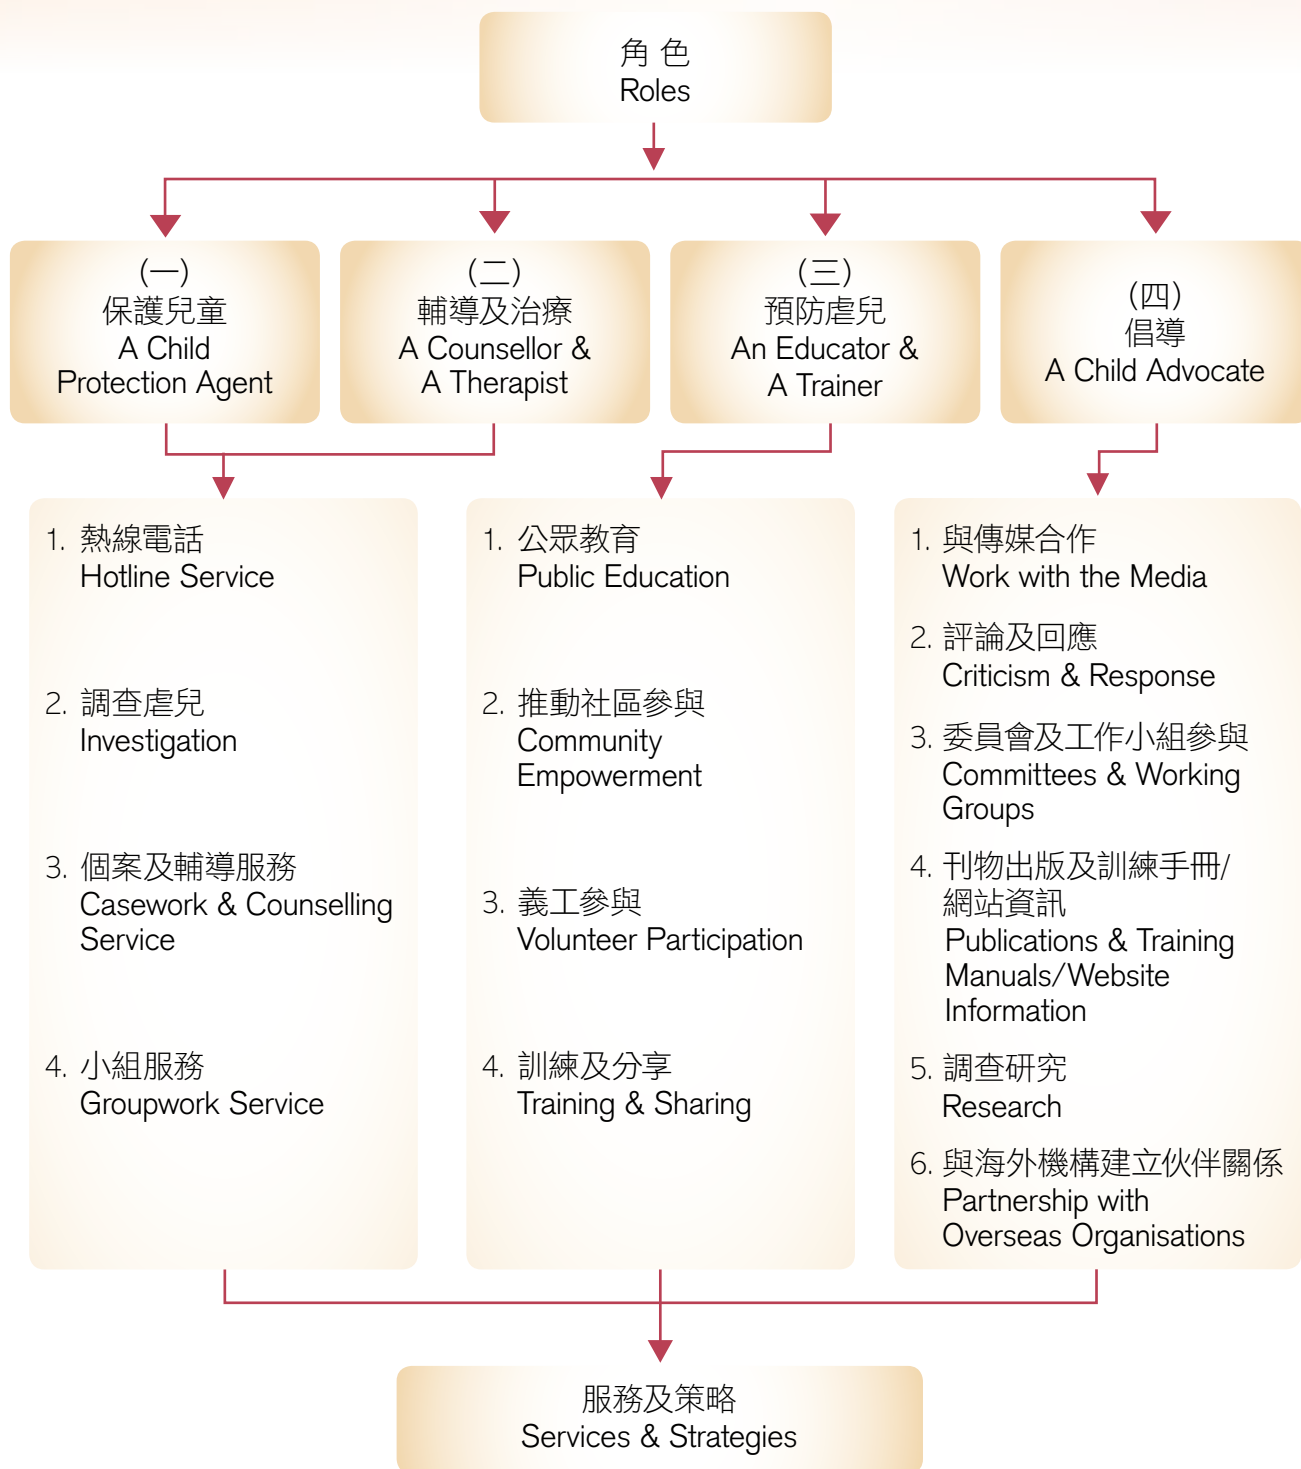 角 色
Roles
(一)
保護兒童
A Child
Protection Agent
(二)
輔導及治療
A Counsellor &
A Therapist
(三)
預防虐兒
An Educator &
A Trainer
(四)
倡導
A Child Advocate
1. 熱線電話
Hotline Service
2. 調查虐兒
Investigation
3. 個案及輔導服務
Casework & Counselling
Service
4. 小組服務
Groupwork Service
1. 公眾教育
Public Education
2. 推動社區參與
Community
Empowerment
3. 義工參與
Volunteer Participation
4. 訓練及分享
Training & Sharing
1. 與傳媒合作
Work with the Media
2. 評論及回應
Criticism & Response
3. 委員會及工作小組參與
Committees & Working
Groups
4. 刊物出版及訓練手冊/
網站資訊
Publications & Training
Manuals/Website
Information
5. 調查研究
Research
6. 與海外機構建立伙伴關係
Partnership with
Overseas Organisations
服務及策略
Services & Strategies